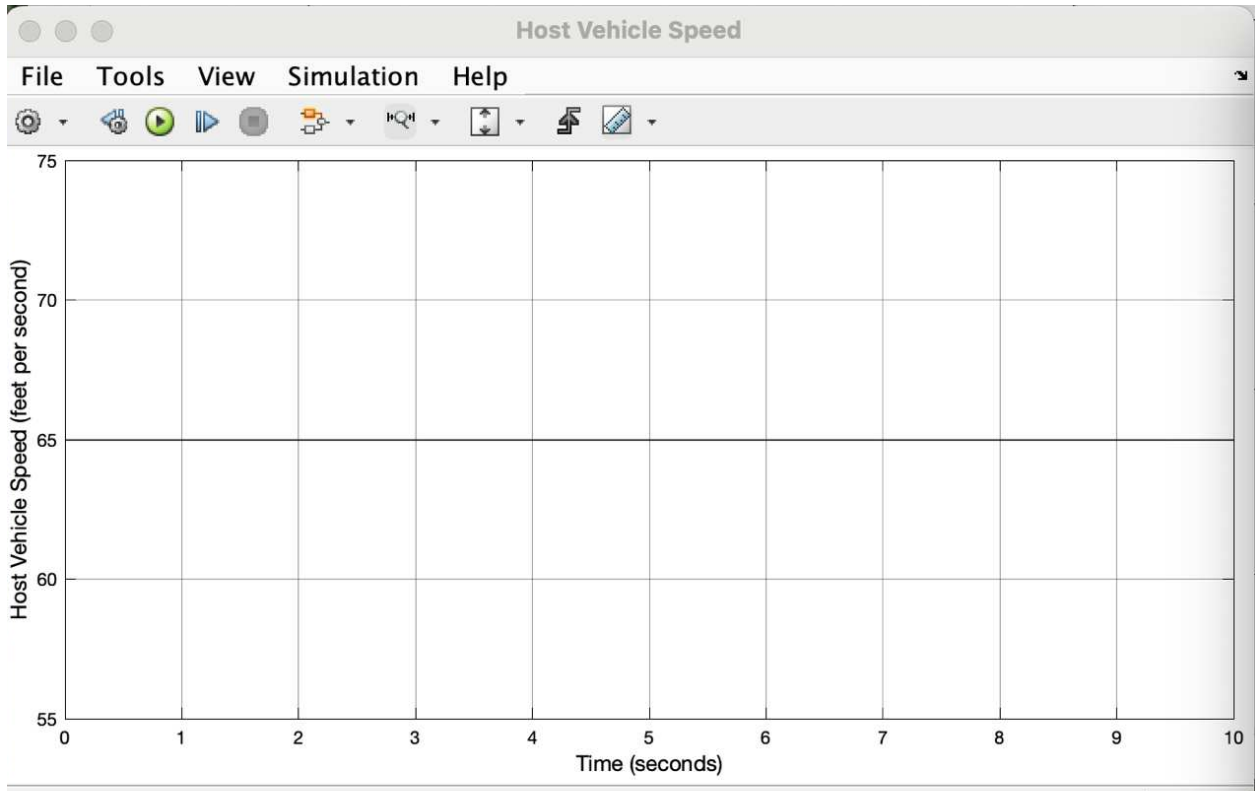 Host Vehicle Speed
File Tools View Simulation Help
75
70
65
60
55
Host Vehicle Speed (feet per second)
0 1 2 3 4 5 6 7 8 9 10
Time (seconds)